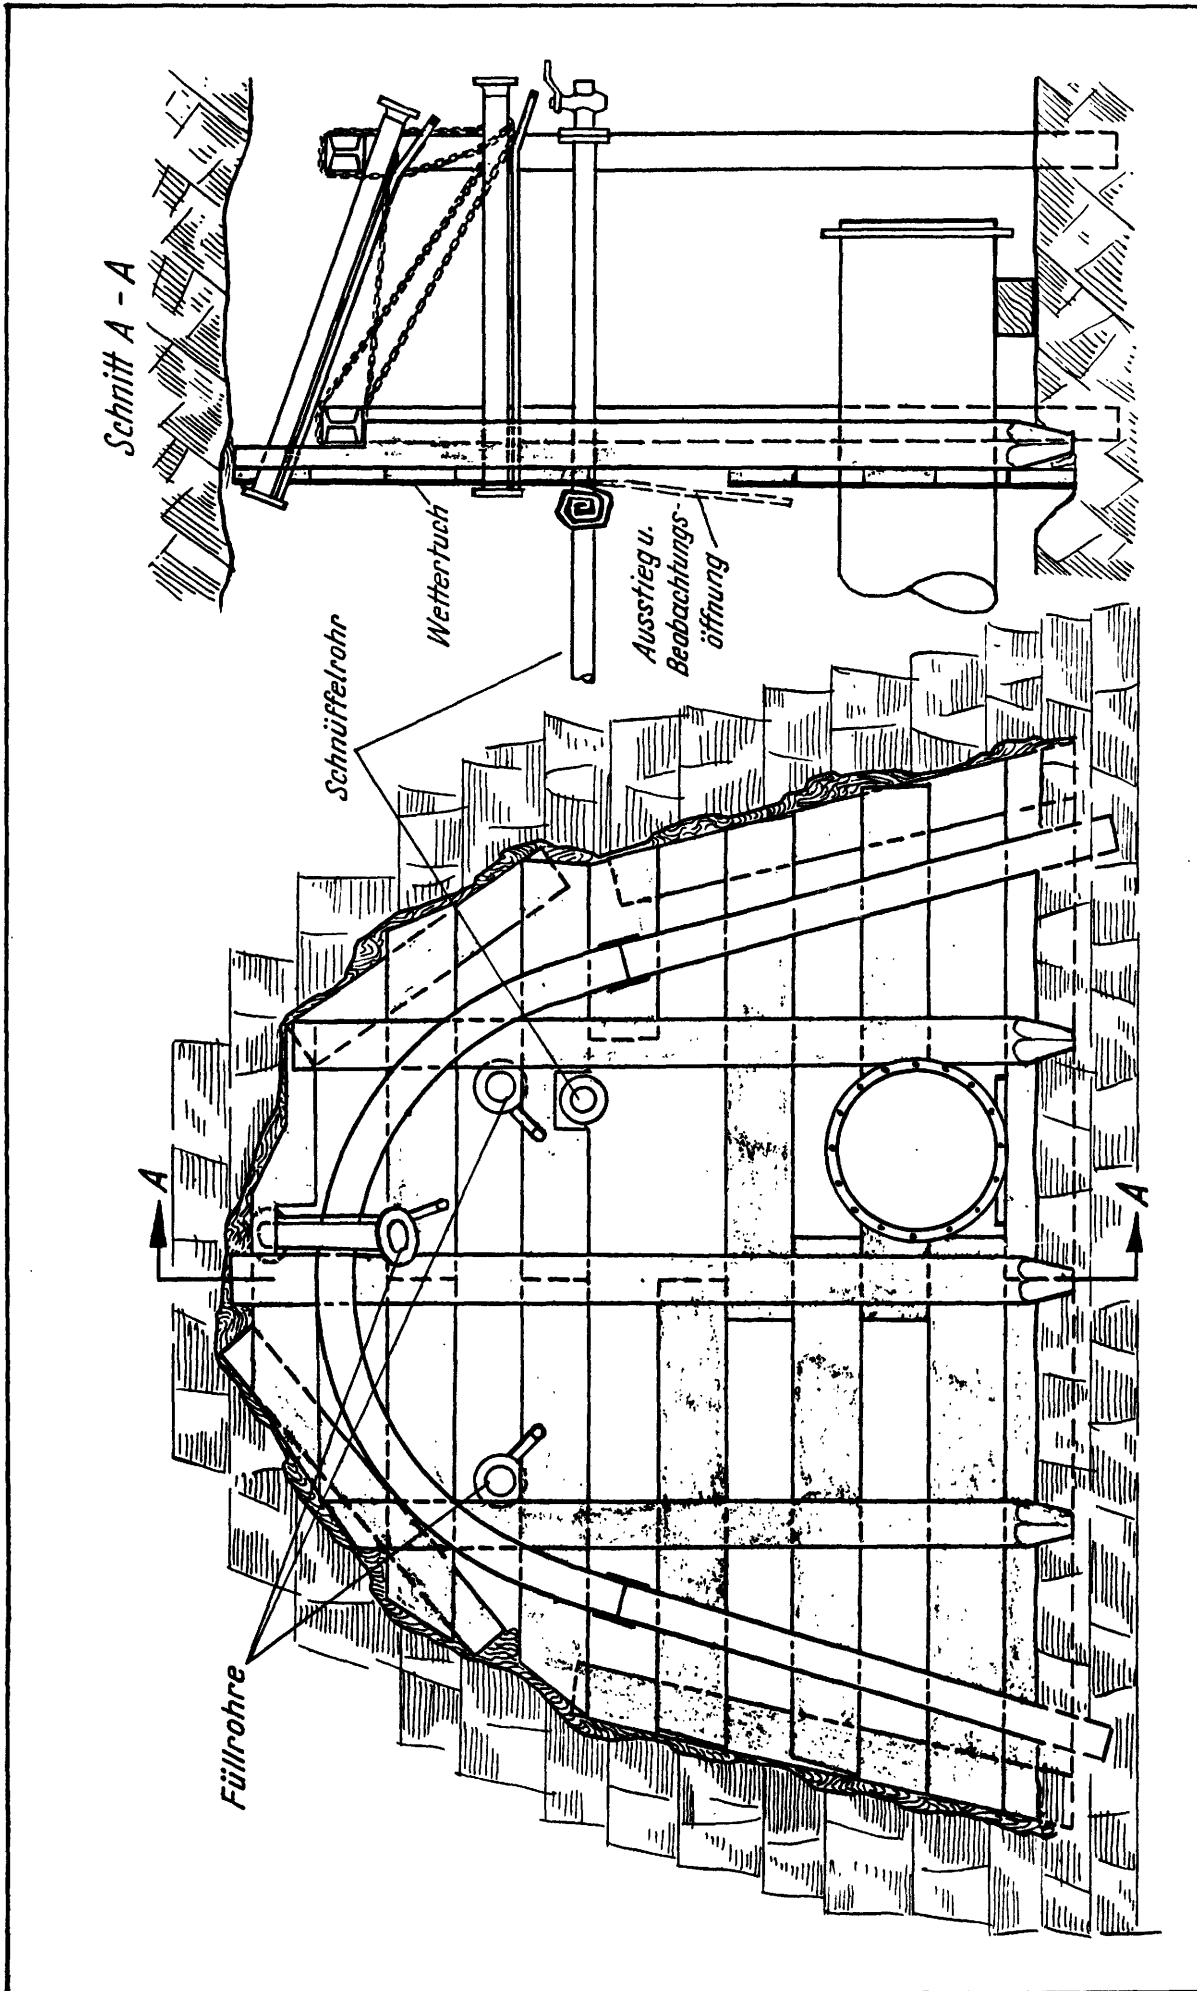 Schnitt A - A
Wettertuch
Ausstieg u.
Beobachtungs-
öffnung
Schnüffelrohr
A
A
Füllrohre